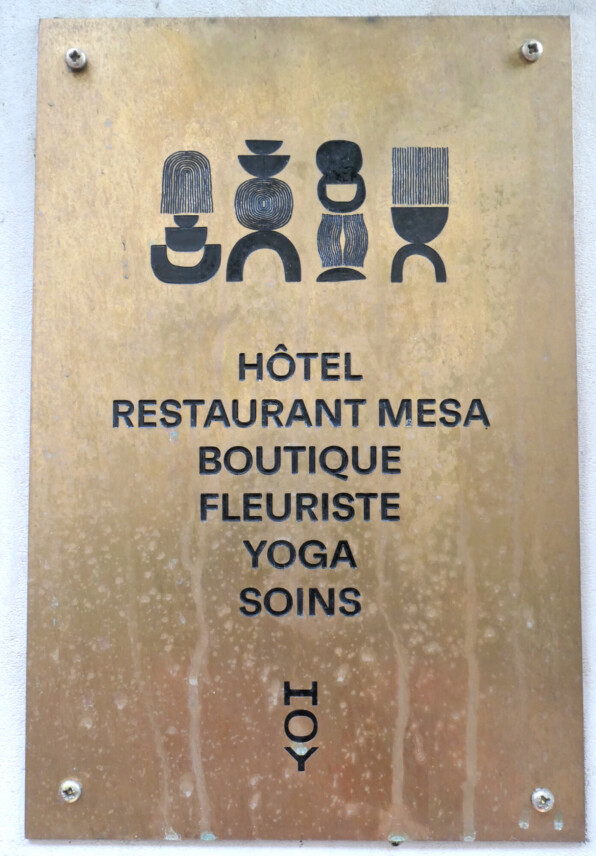 HÔTEL
RESTAURANT MESA
BOUTIQUE
FLEURISTE
YOGA
SOINS
HOY